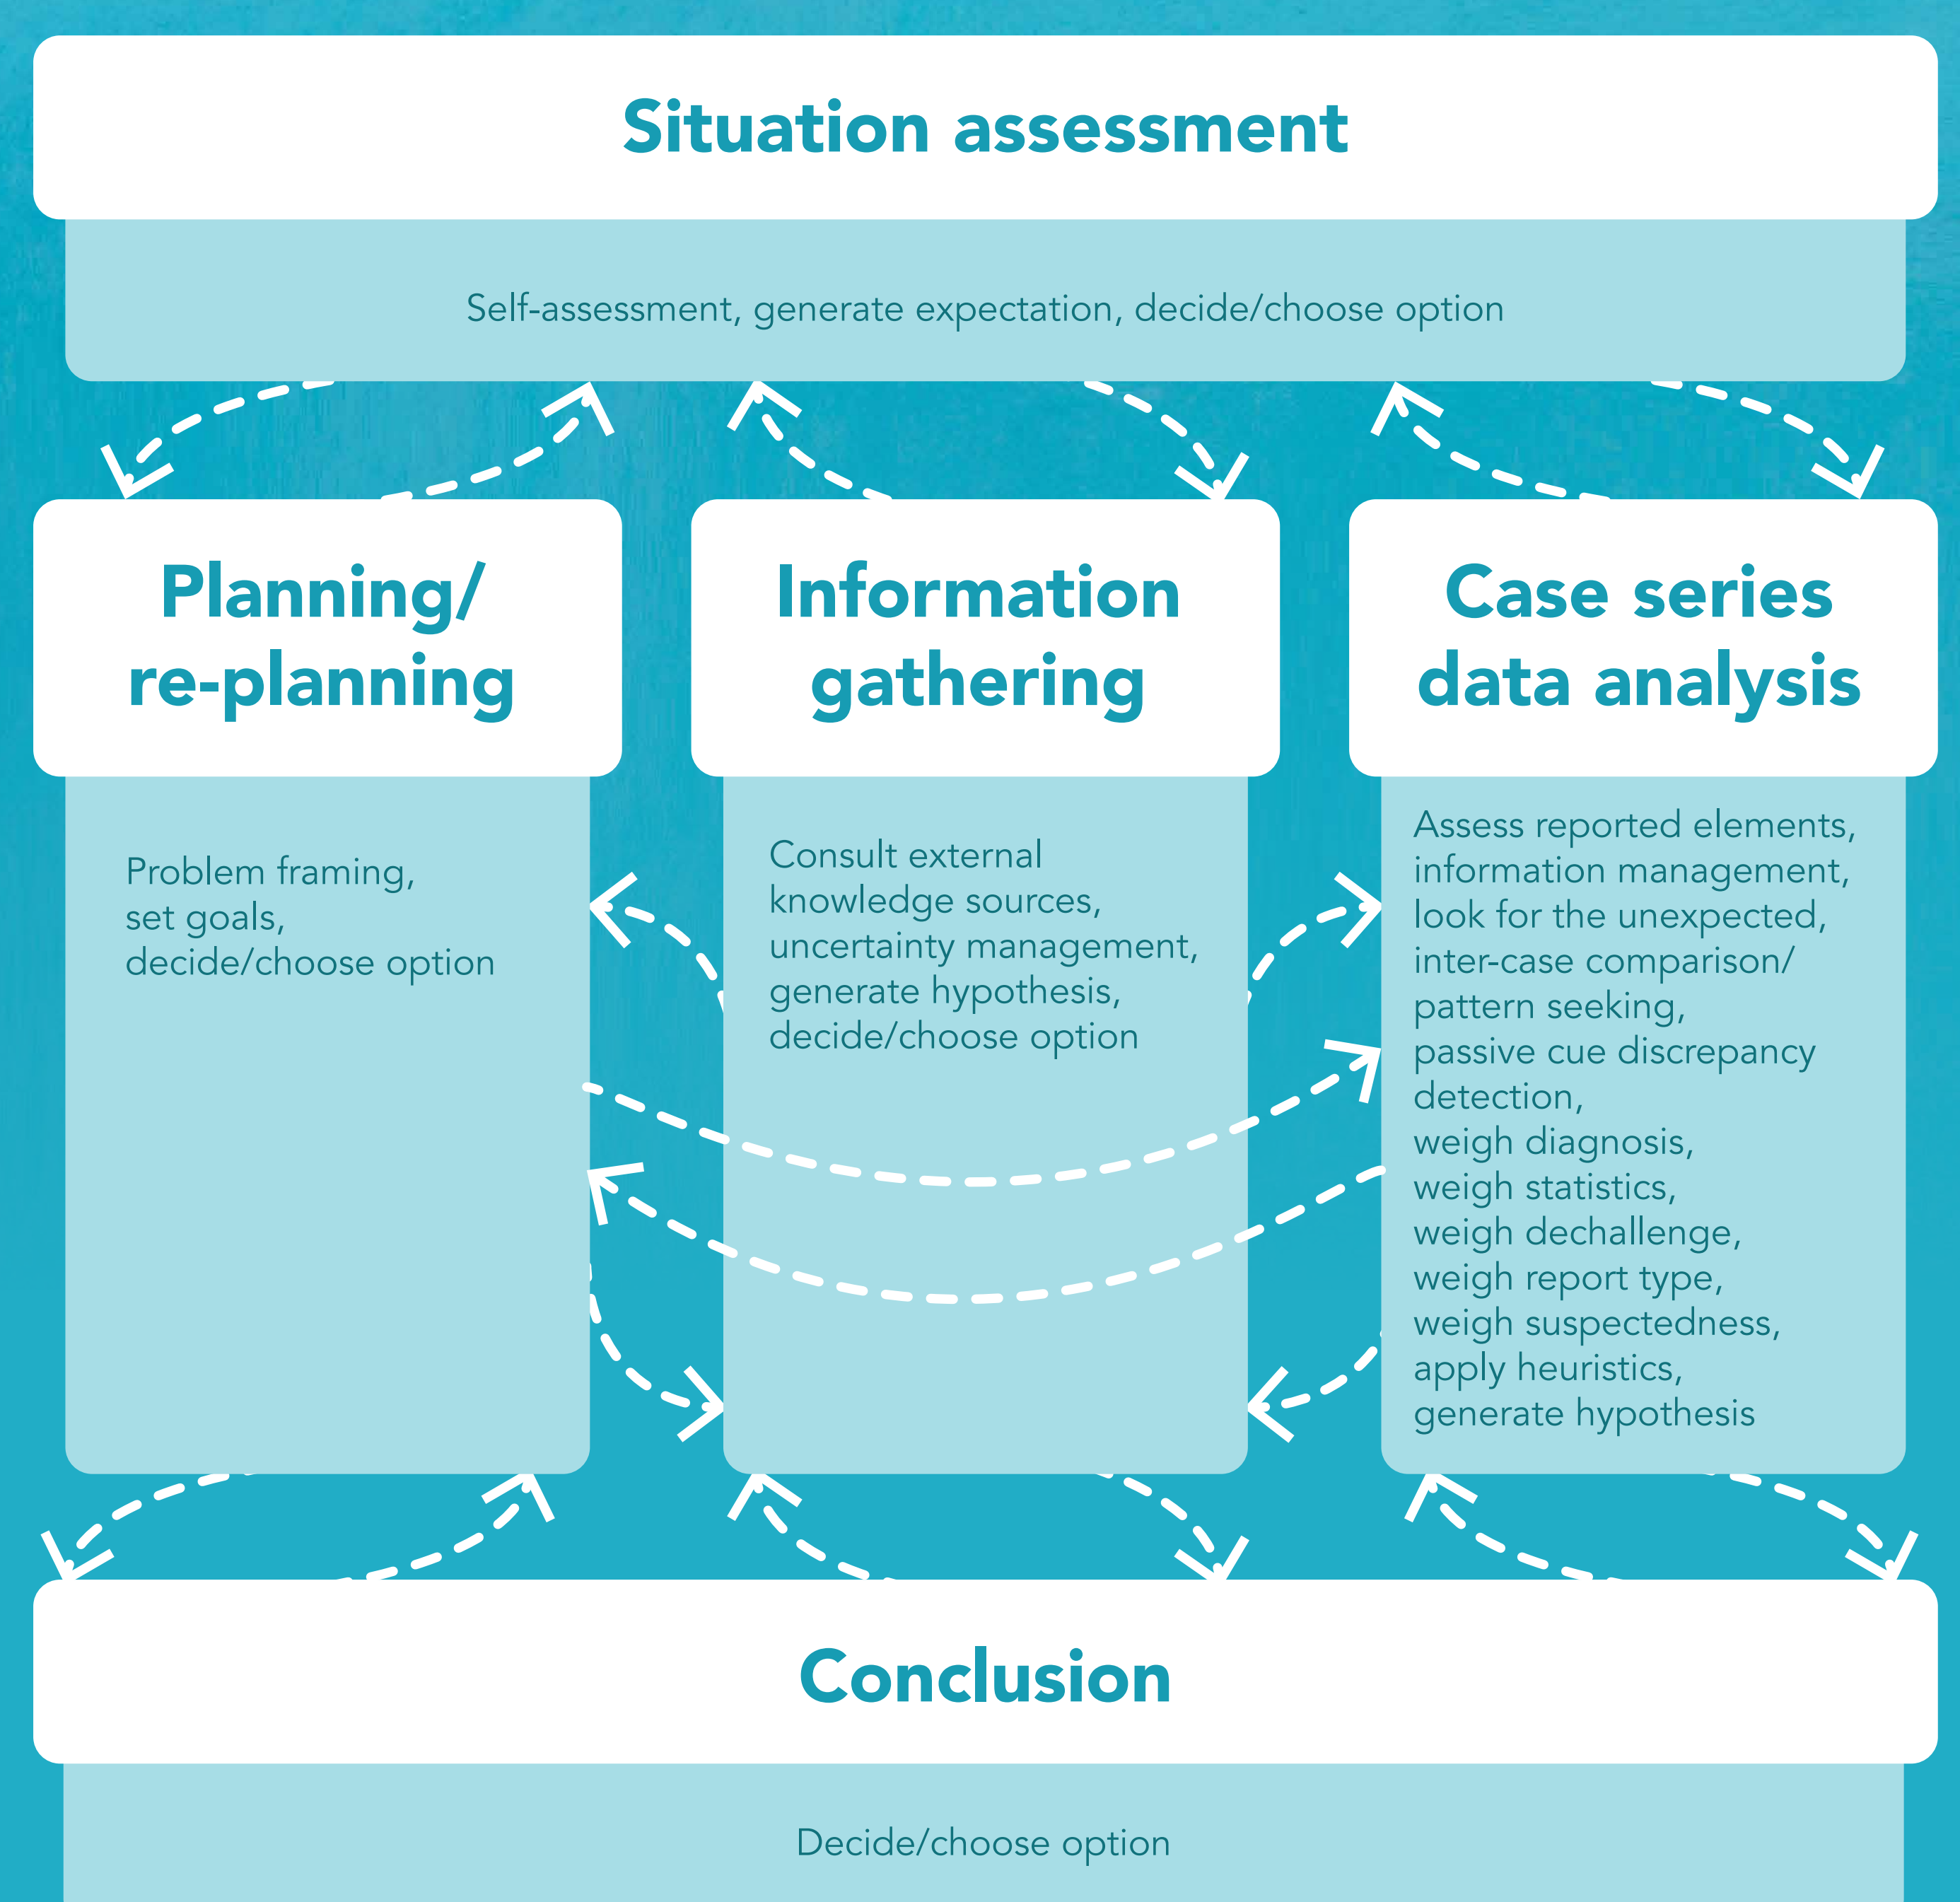 Situation assessment
Self-assessment, generate expectation, decide/choose option
Planning/
re-planning
Problem framing,
set goals,
decide/choose option
Information
gathering
Consult external
knowledge sources,
uncertainty management,
generate hypothesis,
decide/choose option
Case series
data analysis
Assess reported elements,
information management,
look for the unexpected,
inter-case comparison/
pattern seeking,
passive cue discrepancy
detection,
weigh diagnosis,
weigh statistics,
weigh dechallenge,
weigh report type,
weigh suspectedness,
apply heuristics,
generate hypothesis
Conclusion
Decide/choose option